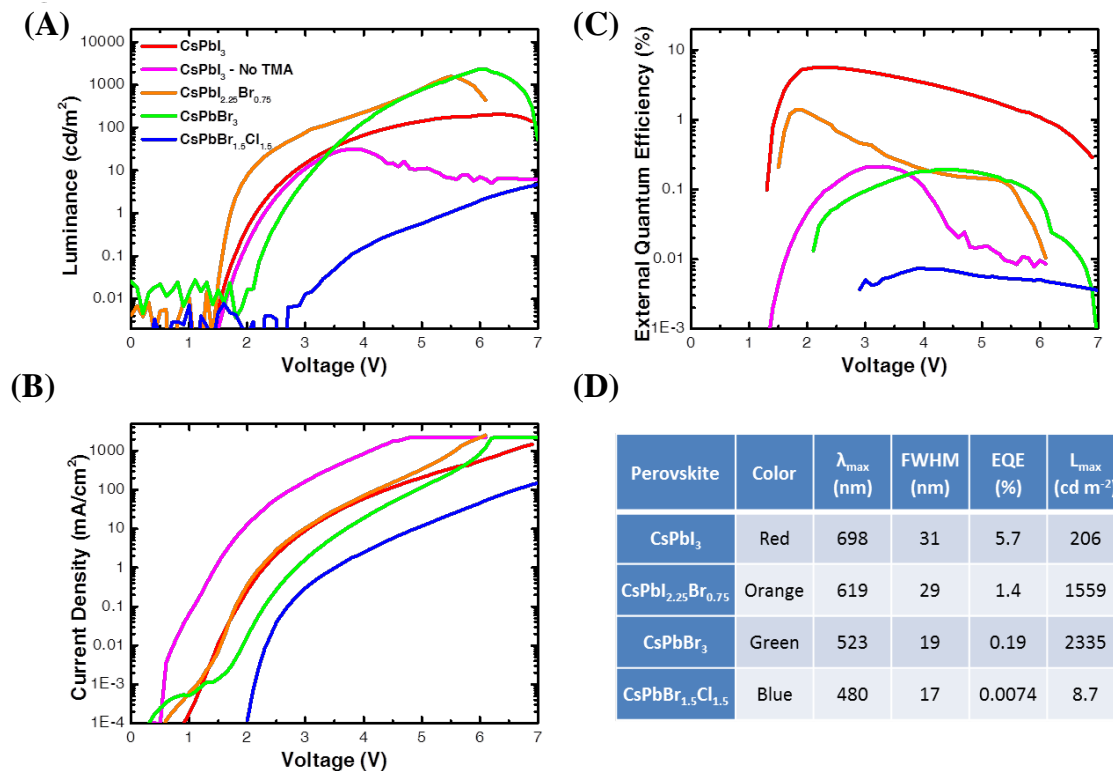 (A)
Luminance (cd/m²)
10000
1000
100
10
1
0.1
0.01
CsPbI₃
CsPbI₃ - No TMA
CsPbI₂.₂₅Br₀.₇₅
CsPbBr₃
CsPbBr₁.₅Cl₁.₅
0 1 2 3 4 5 6 7
Voltage (V)
(C)
External Quantum Efficiency (%)
10
1
0.1
0.01
1E-3
0 1 2 3 4 5 6 7
Voltage (V)
(B)
Current Density (mA/cm²)
1000
100
10
1
0.1
0.01
1E-3
1E-4
0 1 2 3 4 5 6 7
Voltage (V)
(D)
Perovskite Color λmax (nm) FWHM (nm) EQE (%) Lmax (cd m⁻²)
CsPbI₃ Red 698 31 5.7 206
CsPbI₂.₂₅Br₀.₇₅ Orange 619 29 1.4 1559
CsPbBr₃ Green 523 19 0.19 2335
CsPbBr₁.₅Cl₁.₅ Blue 480 17 0.0074 8.7